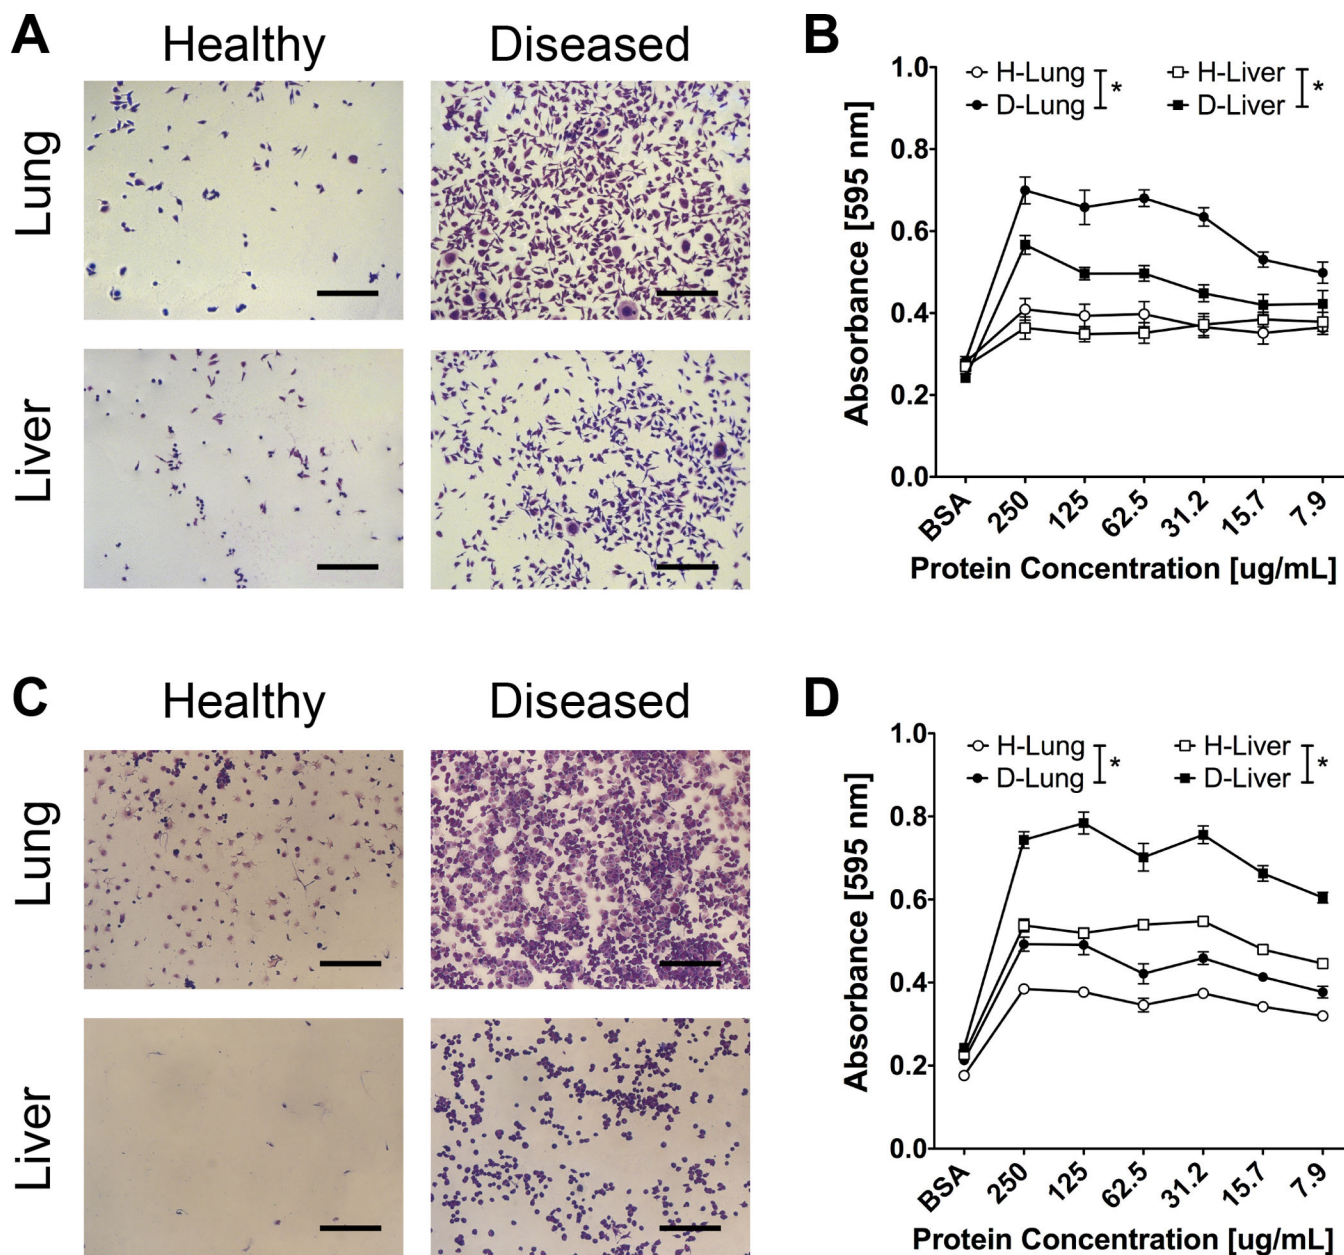 A
Healthy
Diseased
Lung
Liver
B
H-Lung
D-Lung
*
H-Liver
D-Liver
*
Absorbance [595 nm]
1.0
0.8
0.6
0.4
0.2
0.0
BSA
250
125
62.5
31.2
15.7
7.9
Protein Concentration [ug/mL]
C
Healthy
Diseased
Lung
Liver
D
H-Lung
D-Lung
*
H-Liver
D-Liver
*
Absorbance [595 nm]
1.0
0.8
0.6
0.4
0.2
0.0
BSA
250
125
62.5
31.2
15.7
7.9
Protein Concentration [ug/mL]